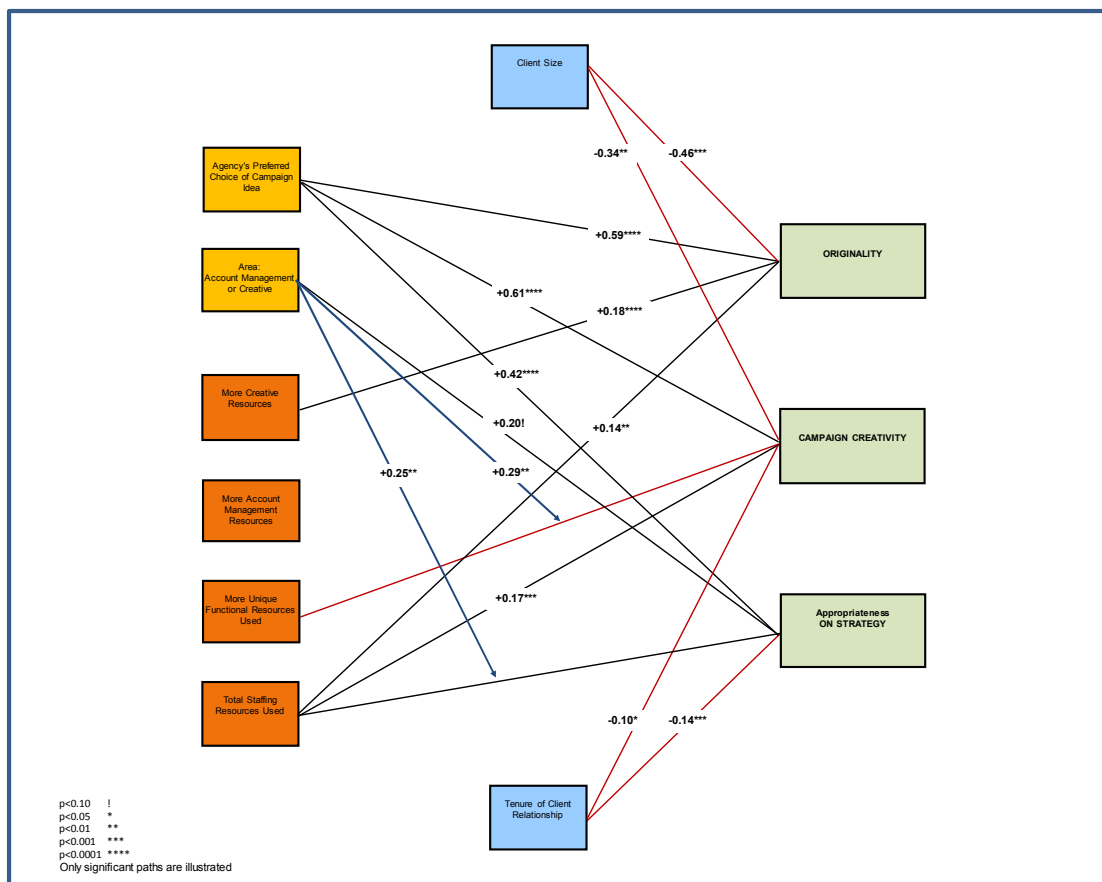 Client Size
-0.34**
-0.46***
Agency's Preferred
Choice of Campaign
Idea
+0.59****
ORIGINALITY
Area:
Account Management
or Creative
+0.61****
+0.18****
More Creative
Resources
+0.42****
+0.20!
+0.14**
CAMPAIGN CREATIVITY
+0.25**
+0.29**
More Account
Management
Resources
More Unique
Functional Resources
Used
+0.17***
Appropriateness
ON STRATEGY
Total Staffing
Resources Used
-0.10*
-0.14***
Tenure of Client
Relationship
p<0.10 !
p<0.05 *
p<0.01 **
p<0.001 ***
p<0.0001 ****
Only significant paths are illustrated